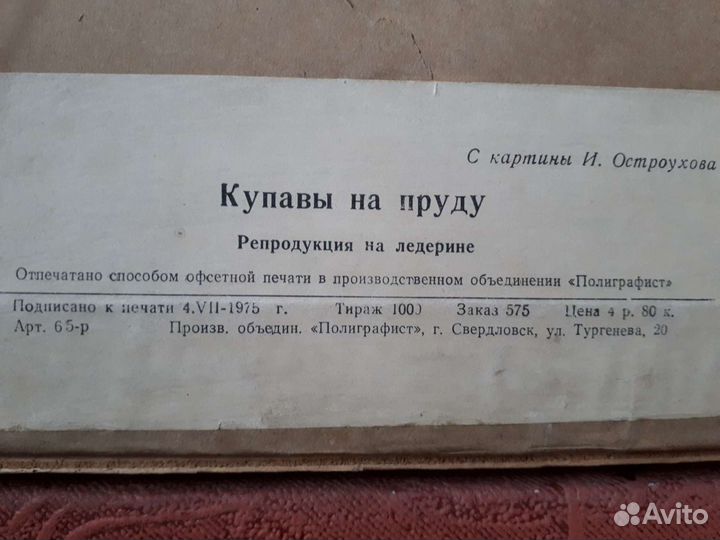 С картины И. Остроухова
Купавы на пруду
Репродукция на ледерине
Отпечатано способом офсетной печати в производственном объединении «Полиграфист»
Подписано к печати 4.VII-1975 г. Тираж 1000 Заказ 575 Цена 4 р. 80 к.
Арт. 65-р Произв. объедин. «Полиграфист», г. Свердловск, ул. Тургенева, 20
Avito